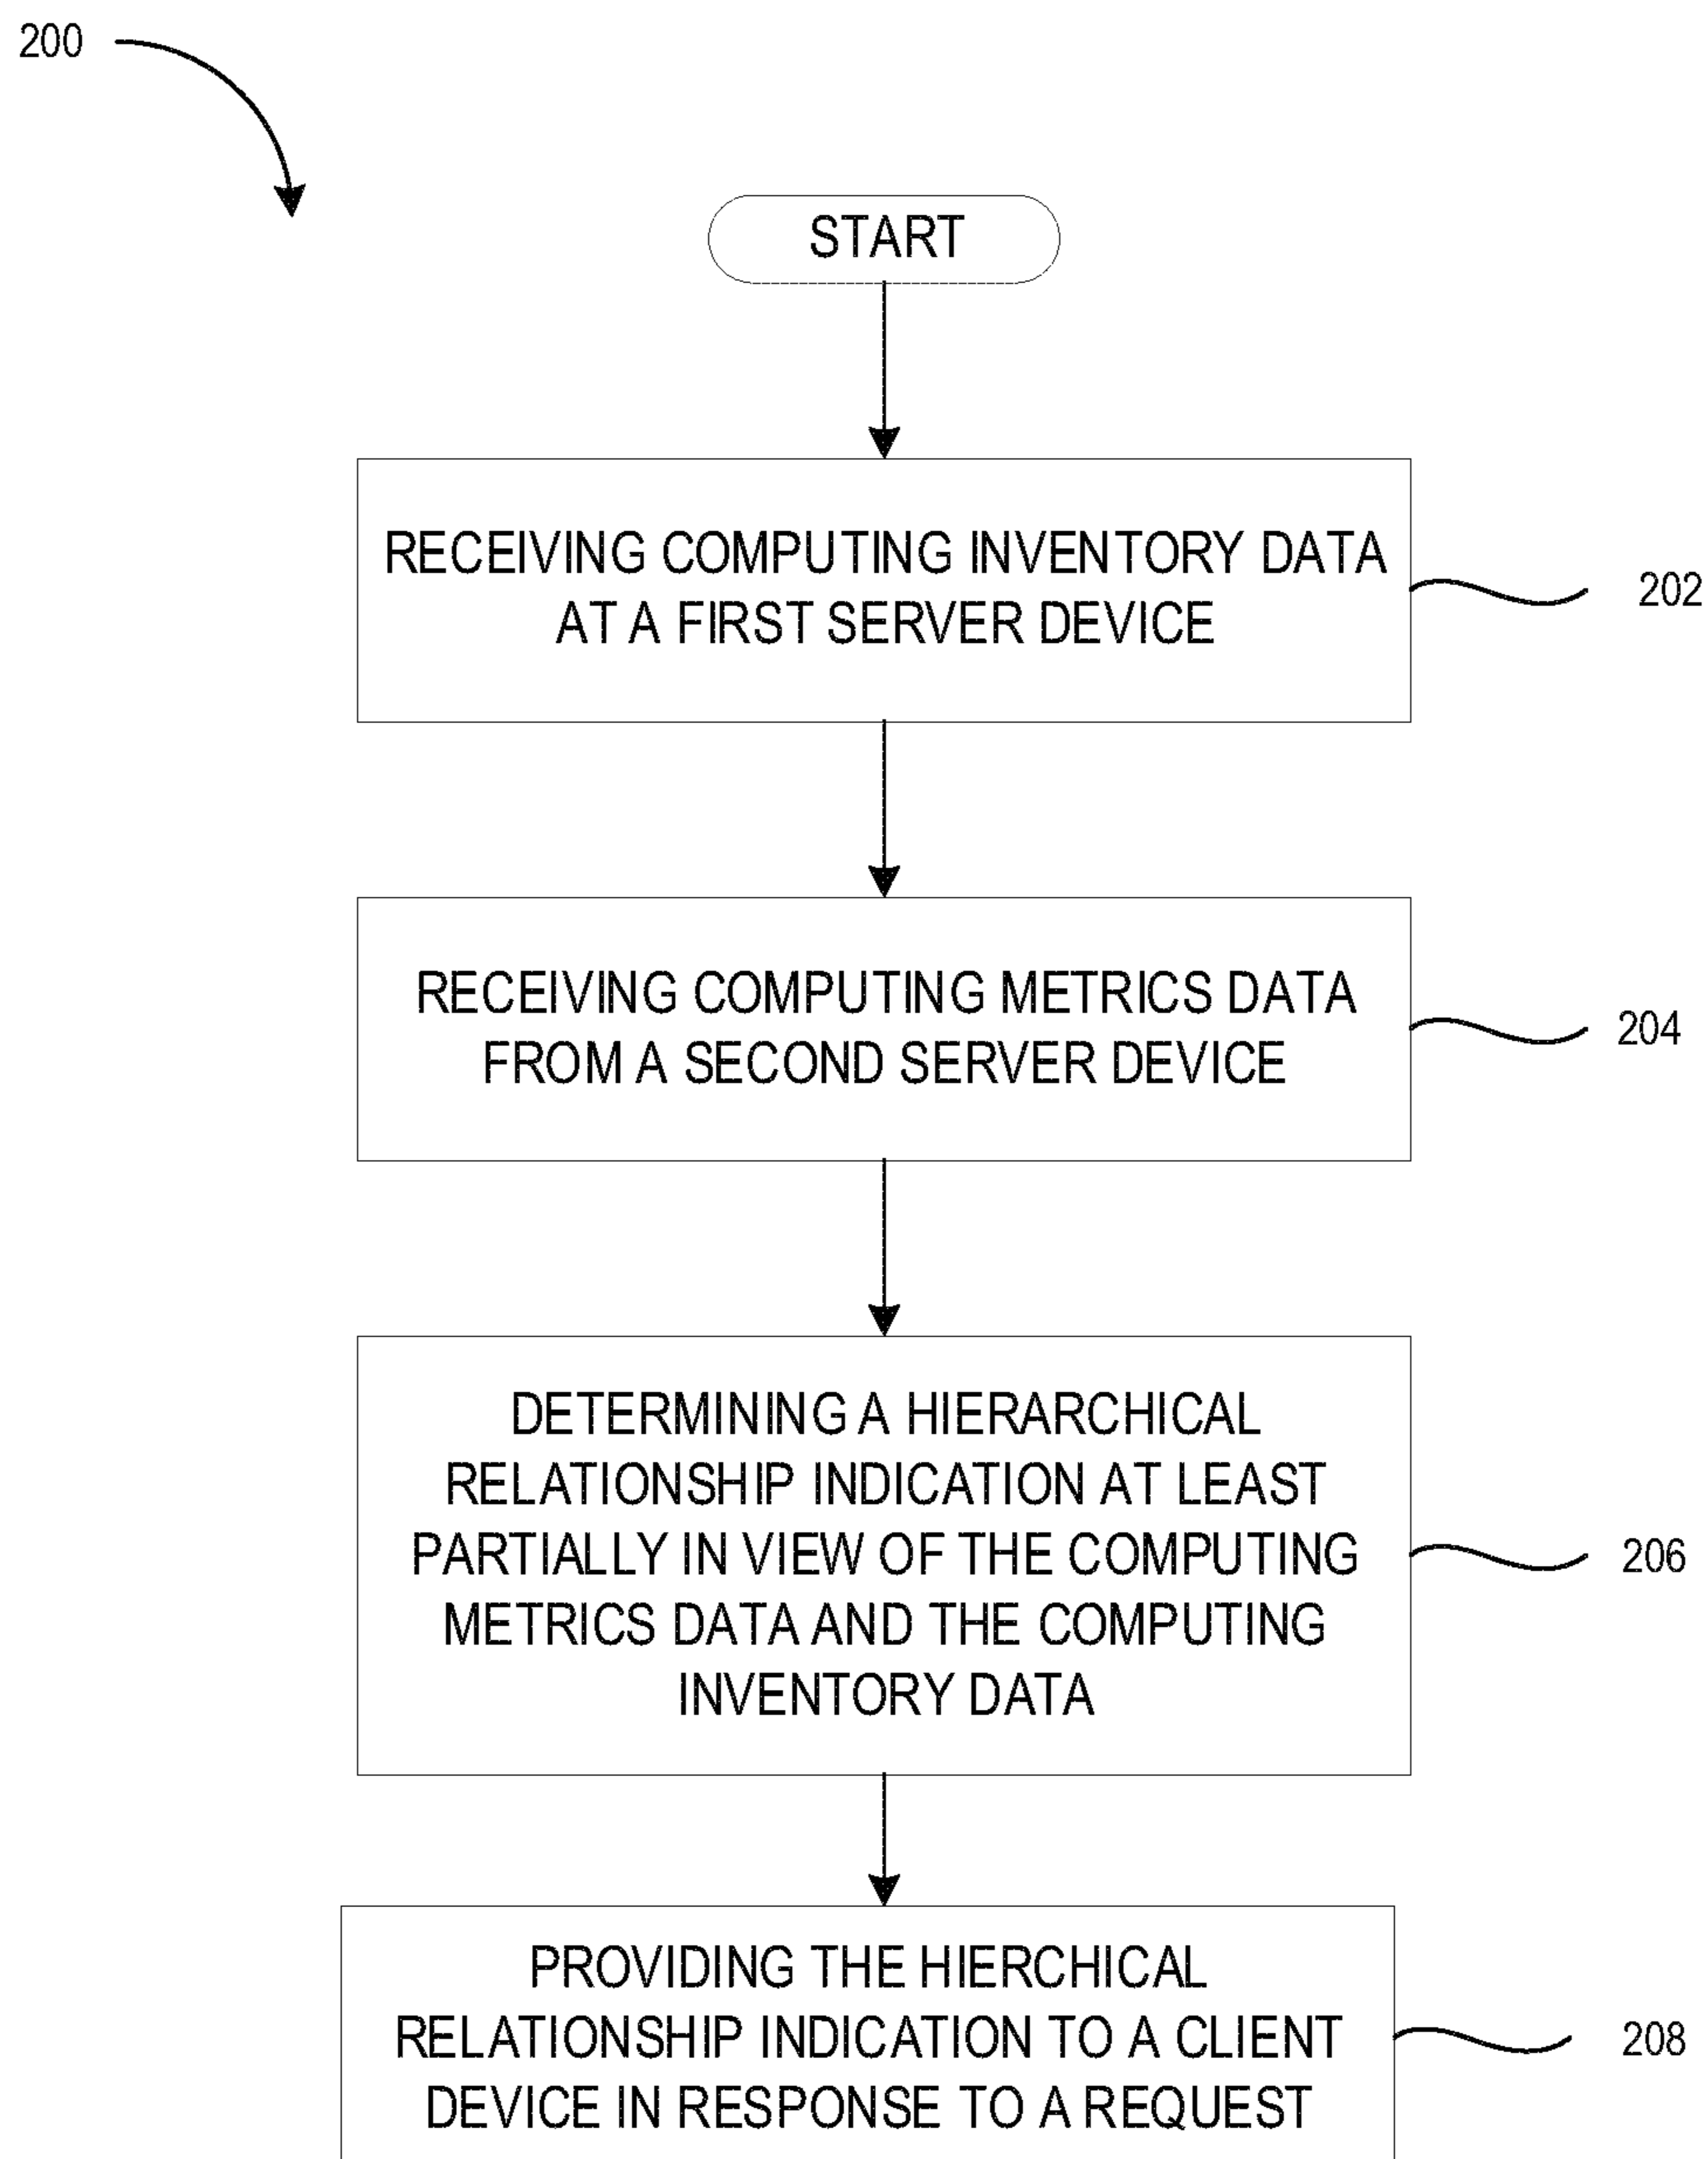 200
START
RECEIVING COMPUTING INVENTORY DATA
AT A FIRST SERVER DEVICE
202
RECEIVING COMPUTING METRICS DATA
FROM A SECOND SERVER DEVICE
204
DETERMINING A HIERARCHICAL
RELATIONSHIP INDICATION AT LEAST
PARTIALLY IN VIEW OF THE COMPUTING
METRICS DATA AND THE COMPUTING
INVENTORY DATA
206
PROVIDING THE HIERCHICAL
RELATIONSHIP INDICATION TO A CLIENT
DEVICE IN RESPONSE TO A REQUEST
208